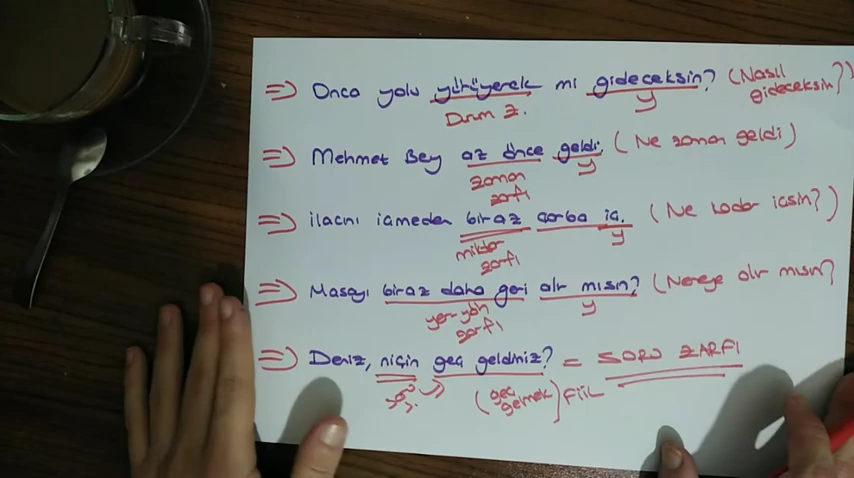 ⇒ Onca yolu yürüyerek mi gideceksin? (Nasıl gideceksin?)
Durum Z. y
⇒ Mehmet Bey az önce geldi. (Ne zaman geldi)
zaman zarfı y
⇒ ilacını içmeden biraz çorba iç. (Ne kadar içsin?)
miktar zarfı y
⇒ Masayı biraz daha geri alır mısın? (Nereye alır mısın?
yer-yön zarfı y
⇒ Deniz, niçin geç geldiniz? = SORU ZARFI
(geç gelmek) FİİL